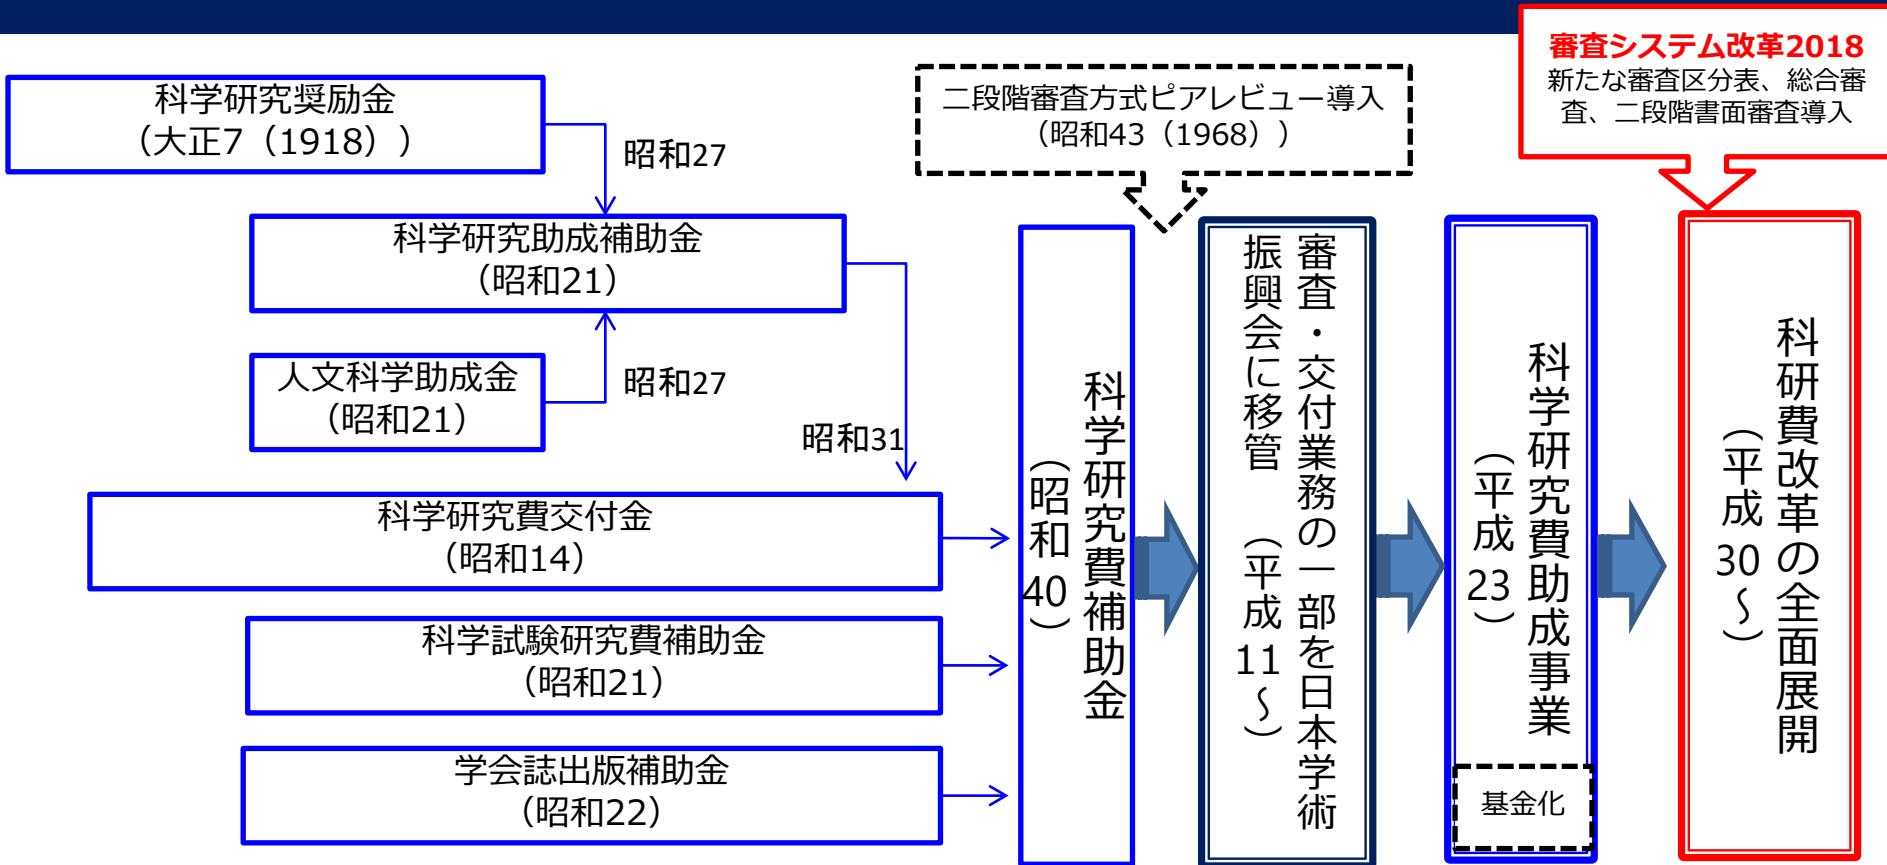 審査システム改革2018
新たな審査区分表、総合審
査、二段階書面審査導入
科学研究奨励金
（大正7（1918））
二段階審査方式ピアレビュー導入
（昭和43（1968））
昭和27
科学研究助成補助金
（昭和21）
人文科学助成金
（昭和21）
昭和27
昭和31
科学研究費交付金
（昭和14）
科学試験研究費補助金
（昭和21）
学会誌出版補助金
（昭和22）
科学研究費補助金
（昭和40）
審査・交付業務の一部を日本学術
振興会に移管　（平成11～）
科学研究費助成事業
（平成23）
基金化
科研費改革の全面展開
（平成30～）